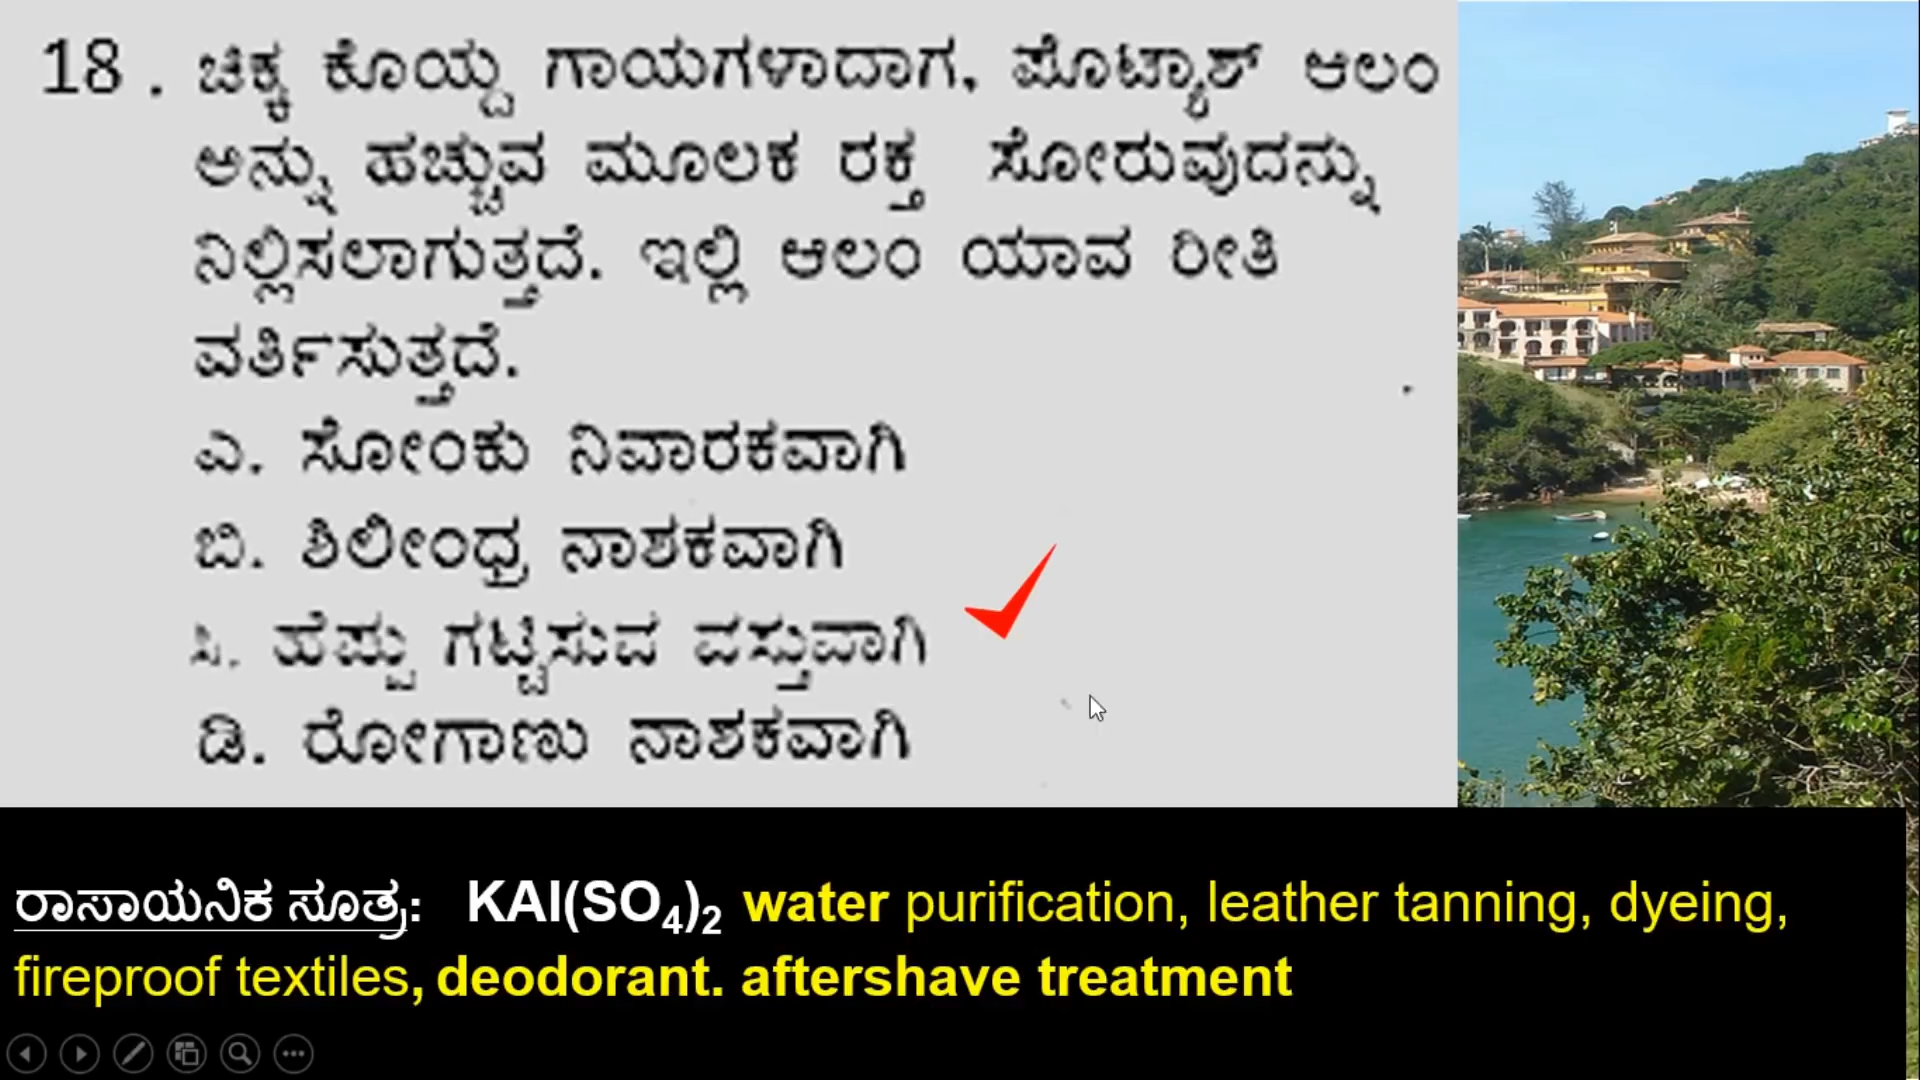 18 . ಚಿಕ್ಕ ಕೊಯ್ದ ಗಾಯಗಳಾದಾಗ, ಪೊಟ್ಯಾಶ್ ಆಲಂ
ಅನ್ನು ಹಚ್ಚುವ ಮೂಲಕ ರಕ್ತ ಸೋರುವುದನ್ನು
ನಿಲ್ಲಿಸಲಾಗುತ್ತದೆ. ಇಲ್ಲಿ ಆಲಂ ಯಾವ ರೀತಿ
ವರ್ತಿಸುತ್ತದೆ.
ಎ. ಸೋಂಕು ನಿವಾರಕವಾಗಿ
ಬಿ. ಶಿಲೀಂಧ್ರ ನಾಶಕವಾಗಿ
ಸಿ. ಹೆಪ್ಪು ಗಟ್ಟಿಸುವ ವಸ್ತುವಾಗಿ
ಡಿ. ರೋಗಾಣು ನಾಶಕವಾಗಿ
ರಾಸಾಯನಿಕ ಸೂತ್ರ: KAl(SO₄)₂ water purification, leather tanning, dyeing,
fireproof textiles, deodorant. aftershave treatment